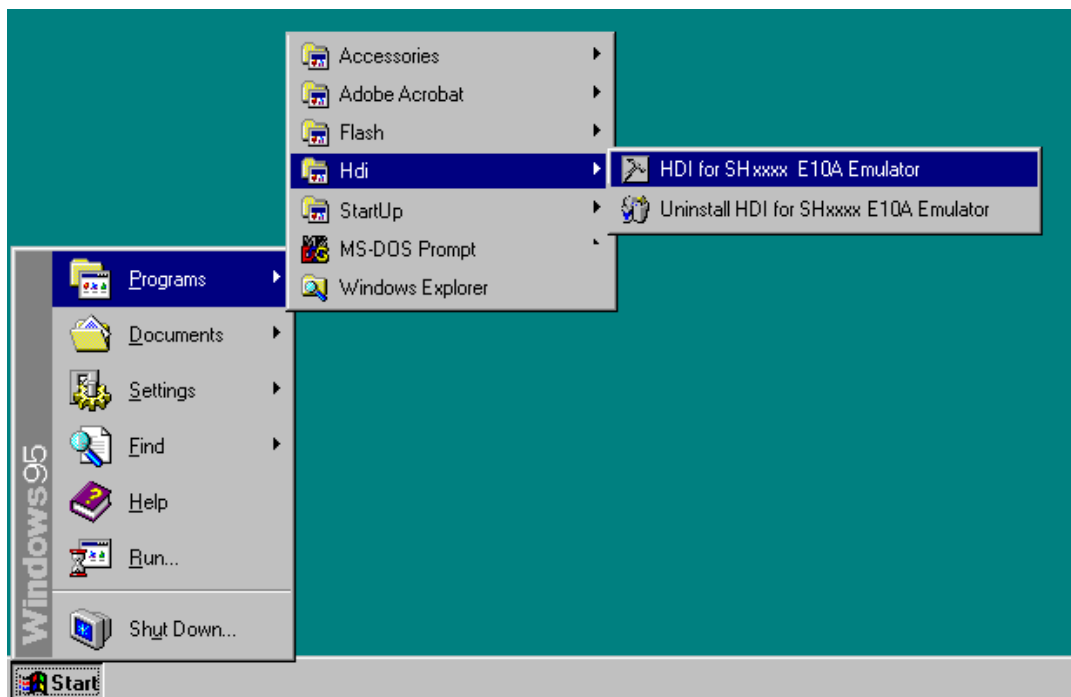 Accessories
Adobe Acrobat
Flash
Hdi
StartUp
MS-DOS Prompt
Windows Explorer
HDI for SHxxxx E10A Emulator
Uninstall HDI for SHxxxx E10A Emulator
Programs
Documents
Settings
Find
Help
Run...
Shut Down...
Windows95
Start